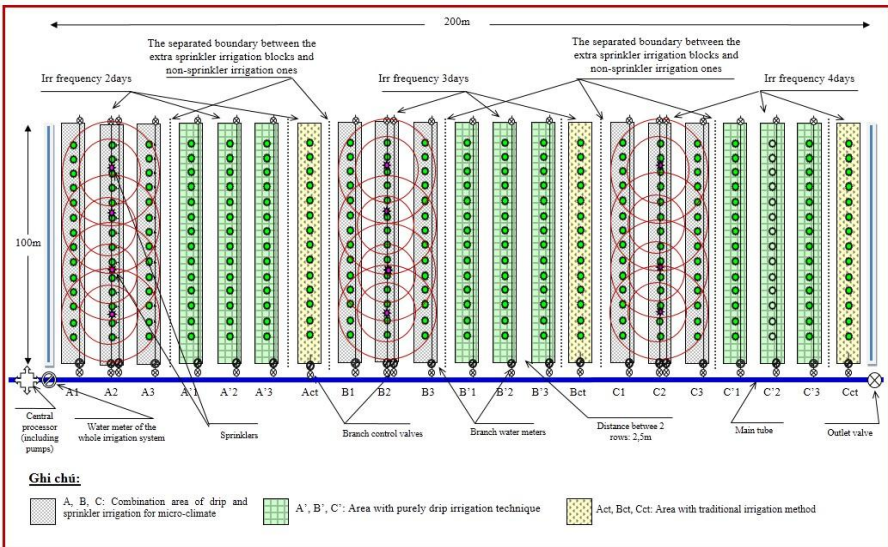 200m
The separated boundary between the
extra sprinkler irrigation blocks and
non-sprinkler irrigation ones
The separated boundary between the
extra sprinkler irrigation blocks and
non-sprinkler irrigation ones
Irr frequency 2days
Irr frequency 3days
Irr frequency 4days
100m
A1 A2 A3 A'1 A'2 A'3 Act B1 B2 B3 B'1 B'2 B'3 Bct C1 C2 C3 C'1 C'2 C'3 Cct
Central
processor
(including
pumps)
Water meter of the
whole irrigation system
Sprinklers
Branch control valves
Branch water meters
Distance betwee 2
rows: 2,5m
Main tube
Outlet valve
Ghi chú:
A, B, C: Combination area of drip and
sprinkler irrigation for micro-climate
A', B', C': Area with purely drip irrigation technique
Act, Bct, Cct: Area with traditional irrigation method